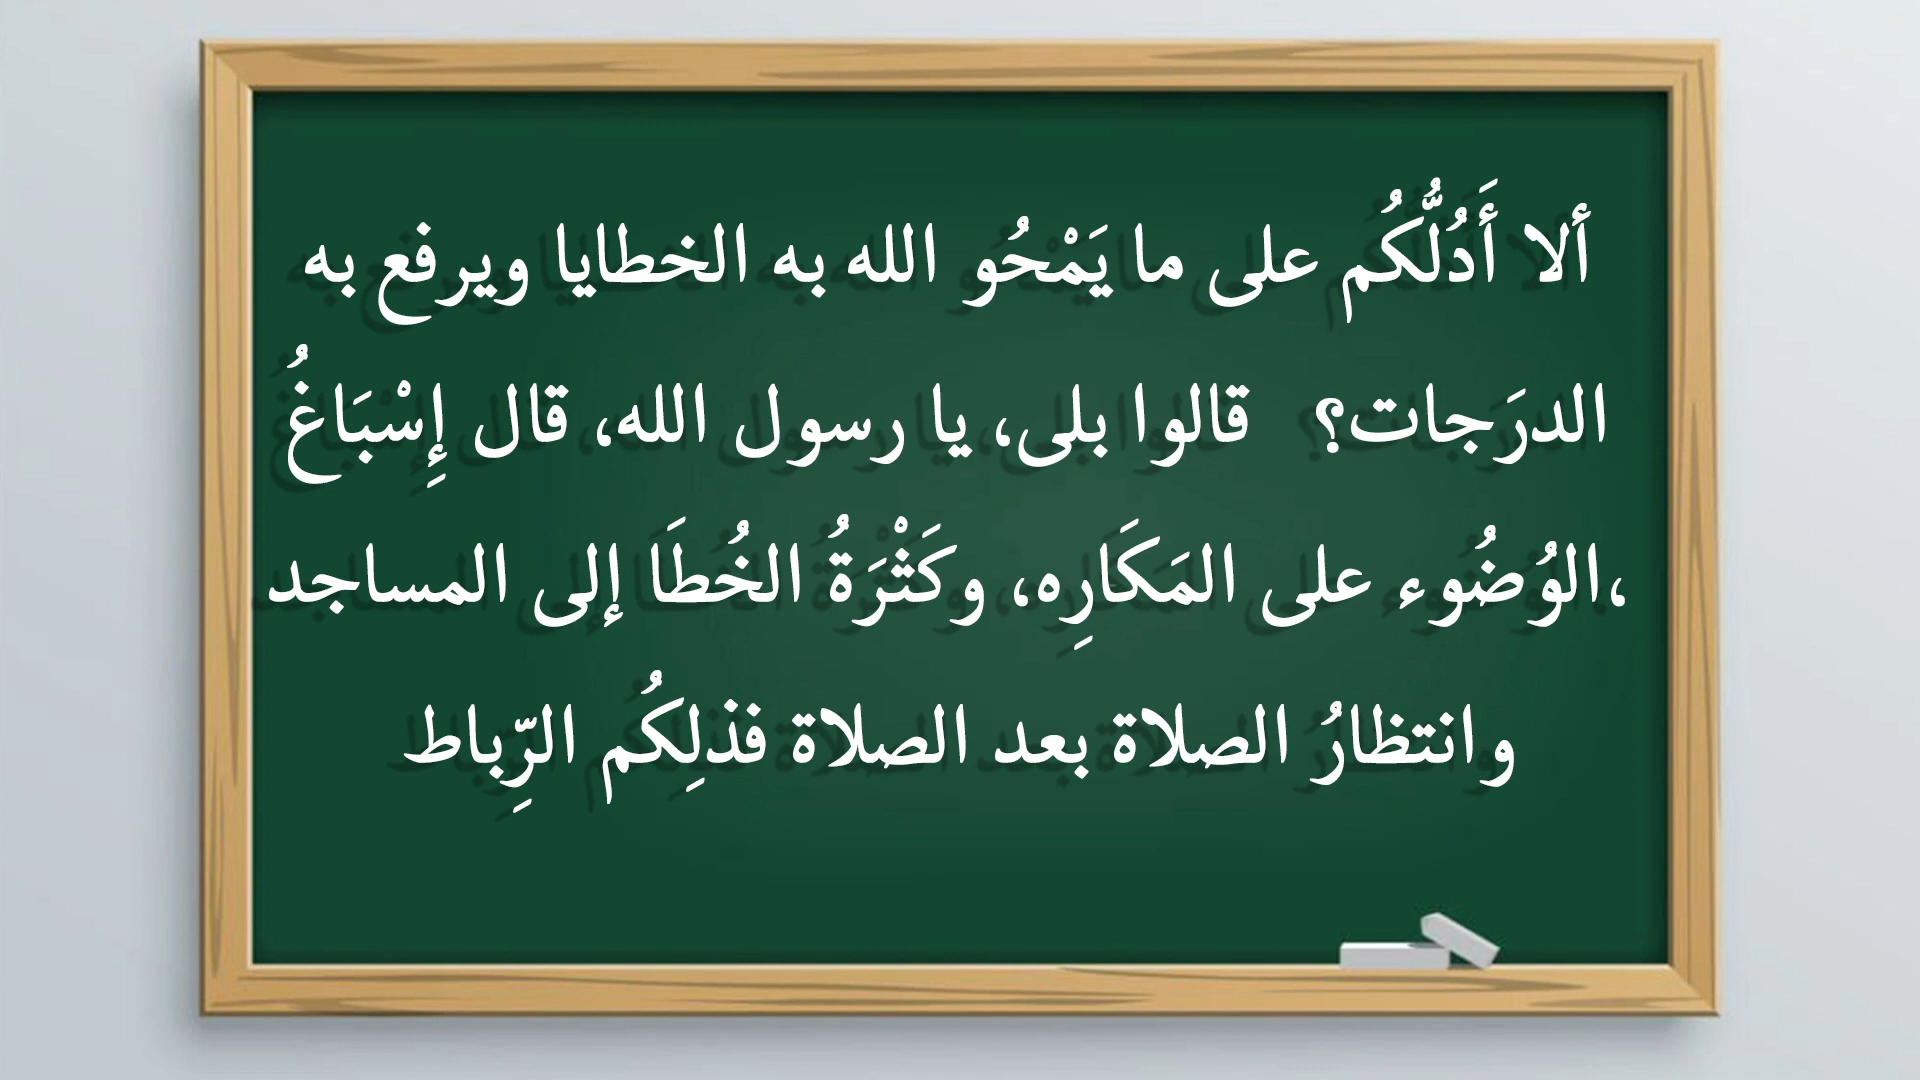 ألا أَدُلُّكُم على ما يَمْحُو الله به الخطايا ويرفع به
الدرَجات؟ قالوا بلى، يا رسول الله، قال إِسْبَاغُ
،الوُضُوء على المَكَارِه، وكَثْرَةُ الخُطَا إلى المساجد
وانتظارُ الصلاة بعد الصلاة فذلِكُم الرِّباط